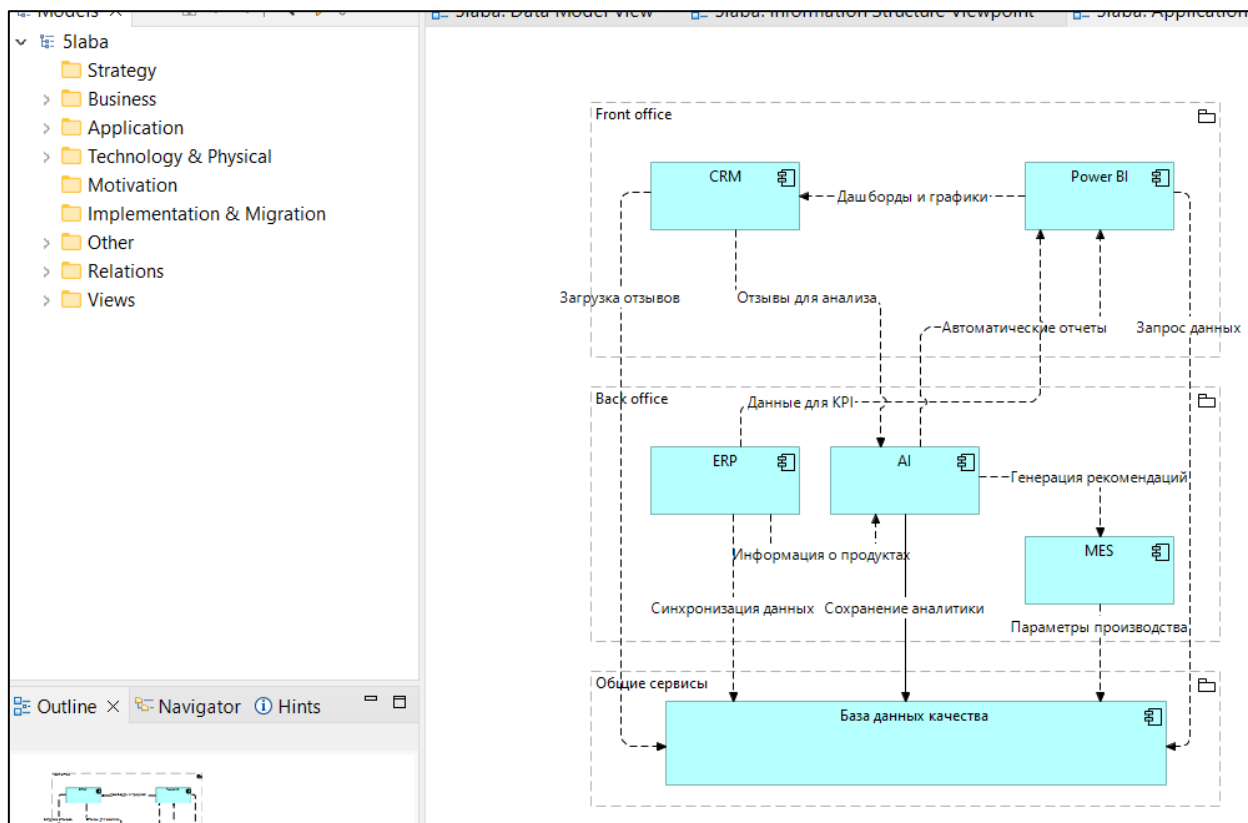 Models
5laba: Data Model View
5laba: Information Structure Viewpoint
5laba: Application
5laba
Strategy
Business
Application
Technology & Physical
Motivation
Implementation & Migration
Other
Relations
Views
Outline
Navigator
Hints
Front office
CRM
Power BI
Дашборды и графики
Загрузка отзывов
Отзывы для анализа
Автоматические отчеты
Запрос данных
Back office
Данные для KPI
ERP
AI
Генерация рекомендаций
MES
Информация о продуктах
Синхронизация данных
Сохранение аналитики
Параметры производства
Общие сервисы
База данных качества